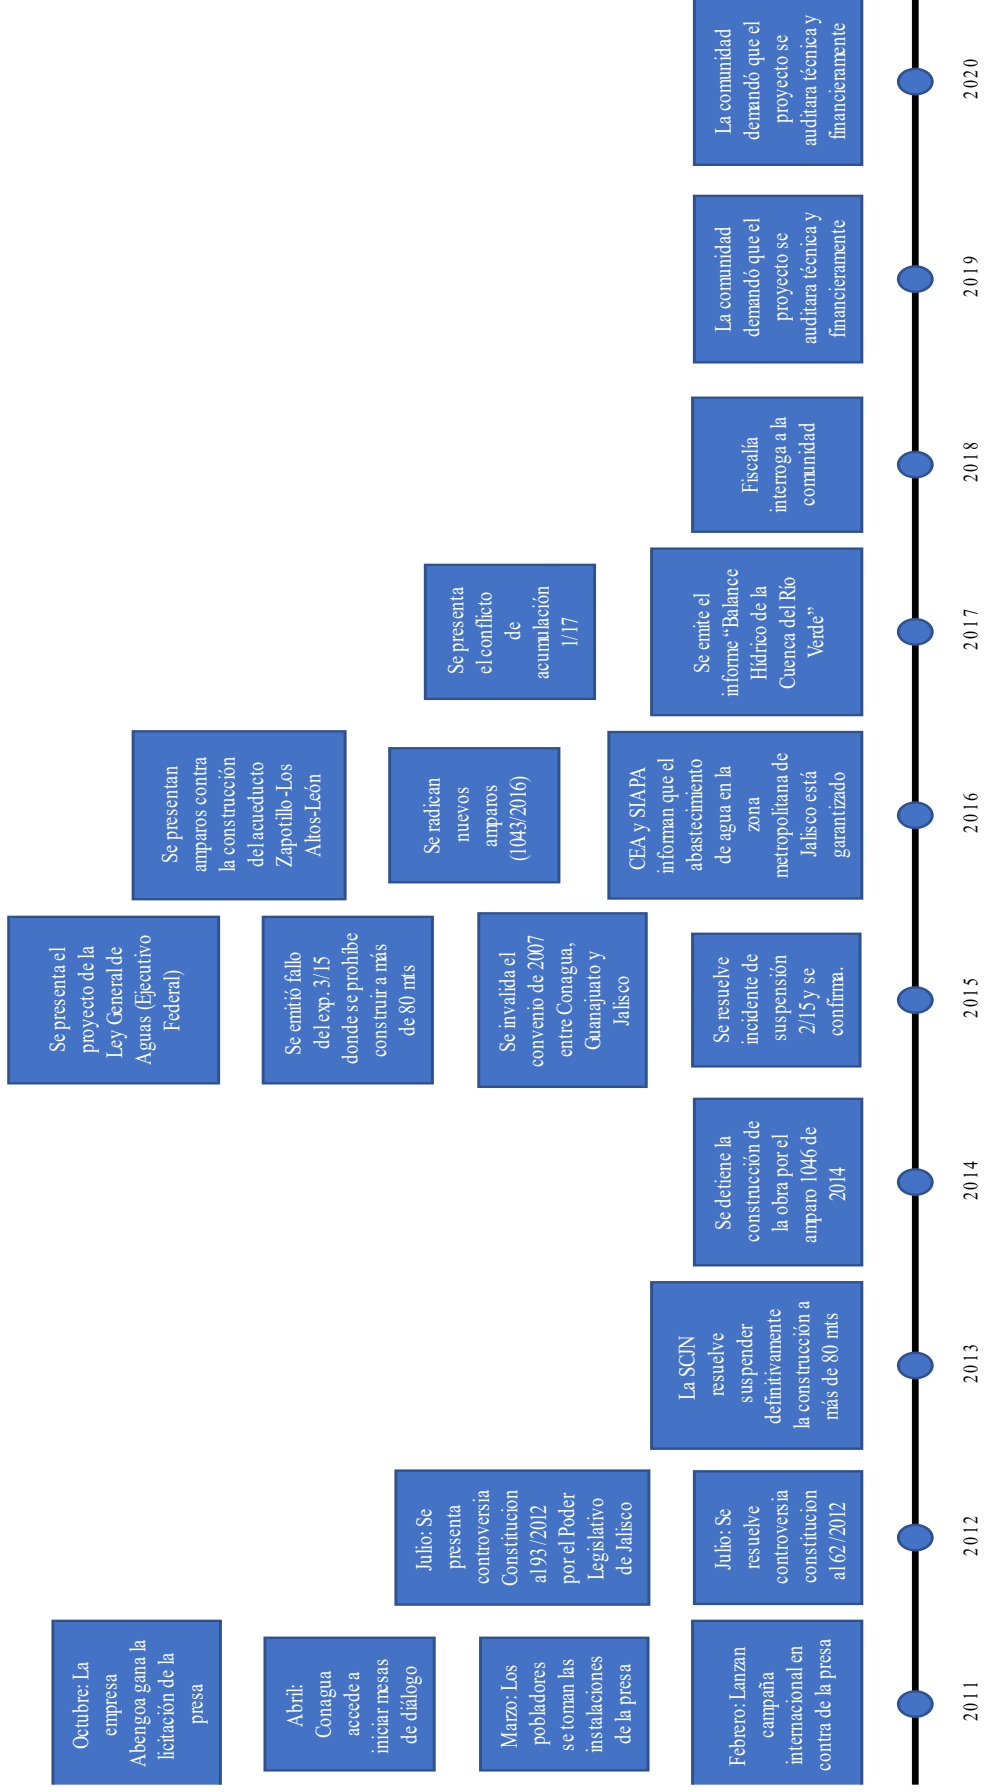 Octubre: La
empresa
Abengoa gana la
licitación de la
presa
Abril:
Conagua
accede a
iniciar mesas
de diálogo
Marzo: Los
pobladores
se toman las
instalaciones
de la presa
Febrero: Lanzan
campaña
internacional en
contra de la presa
2011
Julio: Se
presenta
controversia
Constitucion
al 93/2012
por el Poder
Legislativo
de Jalisco
Julio: Se
resuelve
controversia
constitucion
al 62/2012
2012
La SCJN
resuelve
suspender
definitivamente
la construcción a
más de 80 mts
2013
Se detiene la
construcción de
la obra por el
amparo 1046 de
2014
2014
Se presenta el
proyecto de la
Ley General de
Aguas (Ejecutivo
Federal)
Se emitió fallo
del exp. 3/15
donde se prohibe
construir a más
de 80 mts
Se invalida el
convenio de 2007
entre Conagua,
Guanajuato y
Jalisco
Se resuelve
incidente de
suspensión
2/15 y se
confirma.
2015
Se presentan
amparos contra
la construcción
del acueducto
Zapotillo-Los
Altos-León
Se radican
nuevos
amparos
(1043/2016)
CEA y SIAPA
informan que el
abastecimiento
de agua en la
zona
metropolitana de
Jalisco está
garantizado
2016
Se presenta
el conflicto
de
acumulación
1/17
Se emite el
informe “Balance
Hídrico de la
Cuenca del Río
Verde”
2017
Fiscalía
interroga a la
comunidad
2018
La comunidad
demandó que el
proyecto se
auditara técnica y
financieramente
2019
La comunidad
demandó que el
proyecto se
auditara técnica y
financieramente
2020